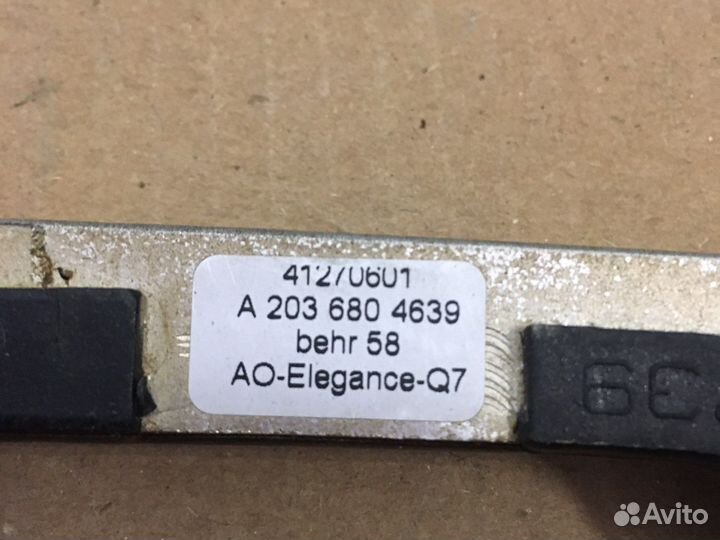 41270601
A 203 680 4639
behr 58
AO-Elegance-Q7
Avito